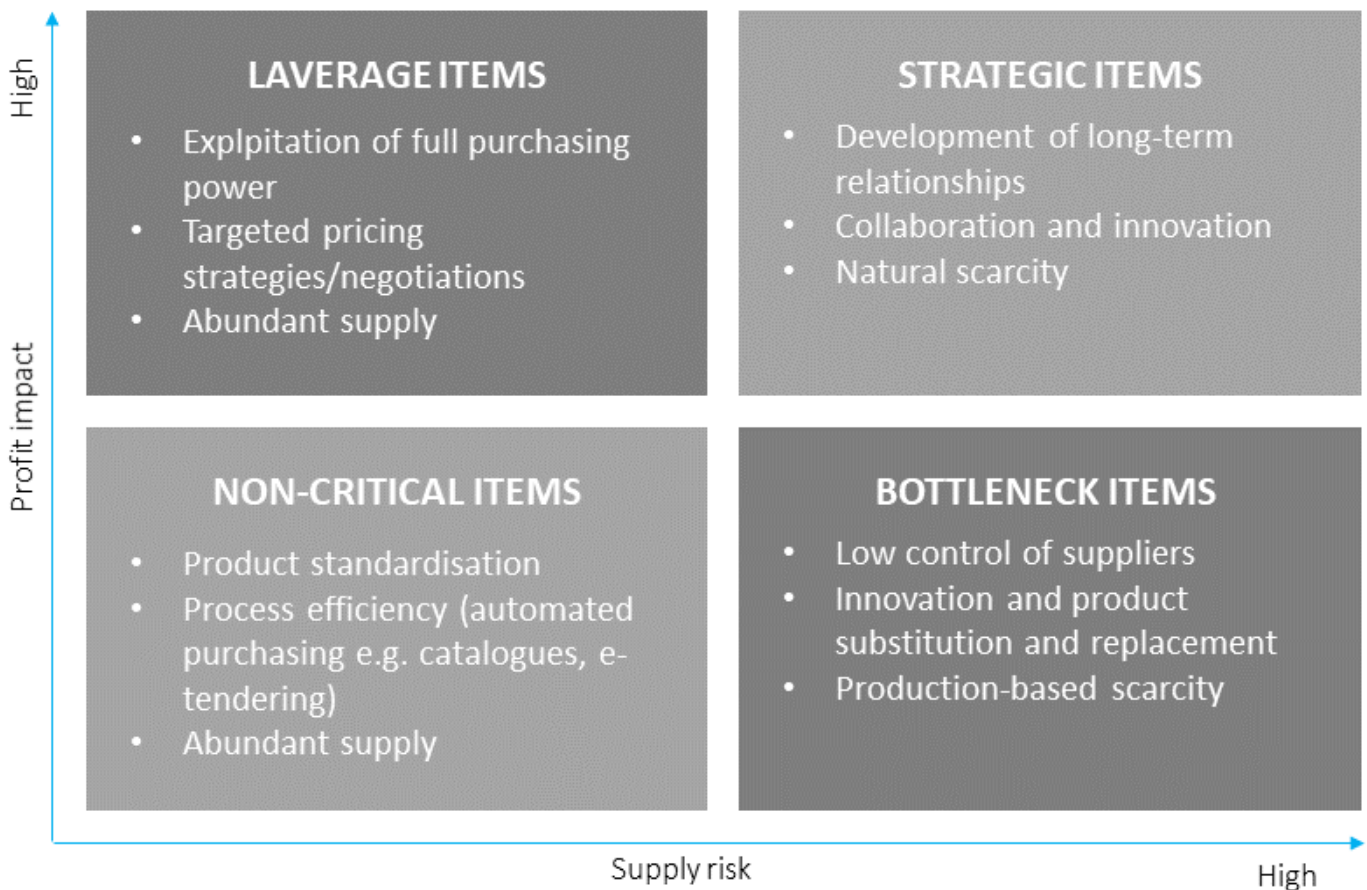 High
Profit impact
LAVERAGE ITEMS
• Explpitation of full purchasing
power
• Targeted pricing
strategies/negotiations
• Abundant supply
STRATEGIC ITEMS
• Development of long-term
relationships
• Collaboration and innovation
• Natural scarcity
NON-CRITICAL ITEMS
• Product standardisation
• Process efficiency (automated
purchasing e.g. catalogues, e-
tendering)
• Abundant supply
BOTTLENECK ITEMS
• Low control of suppliers
• Innovation and product
substitution and replacement
• Production-based scarcity
Supply risk
High